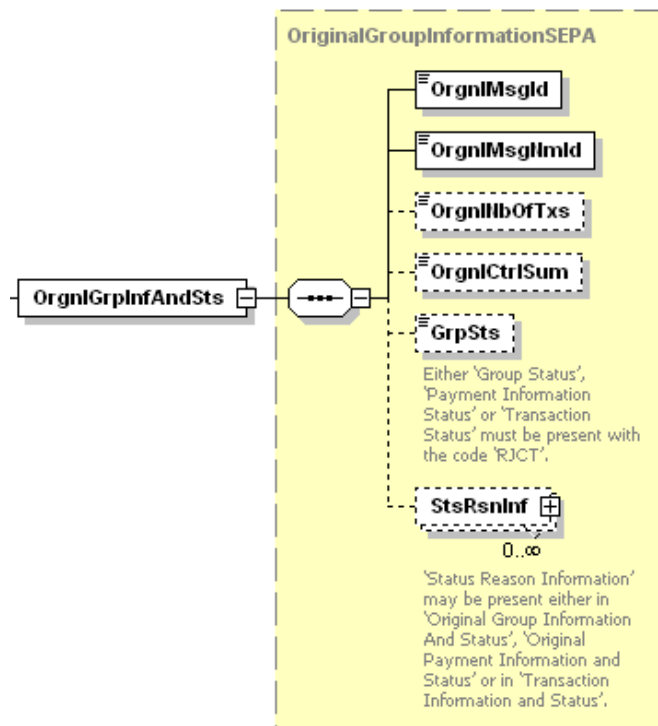 OriginalGroupInformationSEPA
OrgnlMsgId
OrgnlMsgNmId
OrgnlNbOfTxs
OrgnlCtrlSum
OrgnlGrpInfAndSts
GrpSts
Either 'Group Status',
'Payment Information
Status' or 'Transaction
Status' must be present with
the code 'RJCT'.
StsRsnInf
0..∞
'Status Reason Information'
may be present either in
'Original Group Information
And Status', 'Original
Payment Information and
Status' or in 'Transaction
Information and Status'.